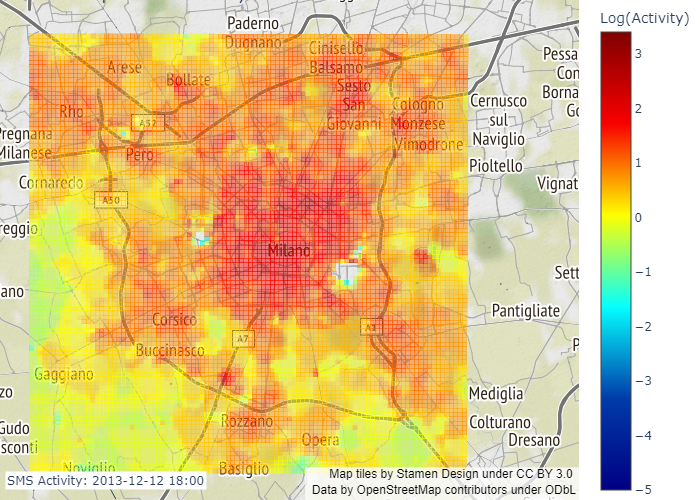 Paderno
Dugnano
Cinisello
Balsamo
Arese
Bollate
Sesto
San
Giovanni
Rho
A52
Cologno
Monzese
Vimodrone
Pero
Pregnana
Milanese
Cornaredo
A50
Cernusco
sul
Naviglio
Pioltello
Vignat
Pessa
Con
Borna
Go
reggio
Milano
ano
Sett
Pantigliate
P
Corsico
A7
Buccinasco
Gaggiano
zo
Gudo
sconti
Rozzano
Opera
Mediglia
Colturano
Dresano
Noviglio
Basiglio
SMS Activity: 2013-12-12 18:00
Map tiles by Stamen Design under CC BY 3.0
Data by OpenStreetMap contributors under ODbL
Log(Activity)
3
2
1
0
−1
−2
−3
−4
−5